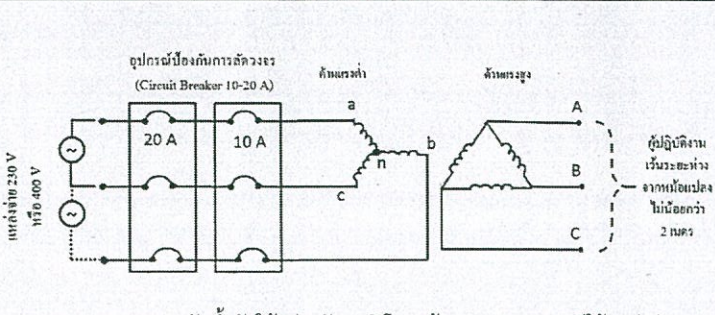 อุปกรณ์ป้องกันการลัดวงจร
(Circuit Breaker 10-20 A)
ด้านแรงต่ำ
ด้านแรงสูง
แหล่งจ่าย 230 V
หรือ 400 V
20 A
10 A
a
b
n
c
A
B
C
ผู้ปฏิบัติงาน
เว้นระยะห่าง
จากหม้อแปลง
ไม่น้อยกว่า
2 เมตร